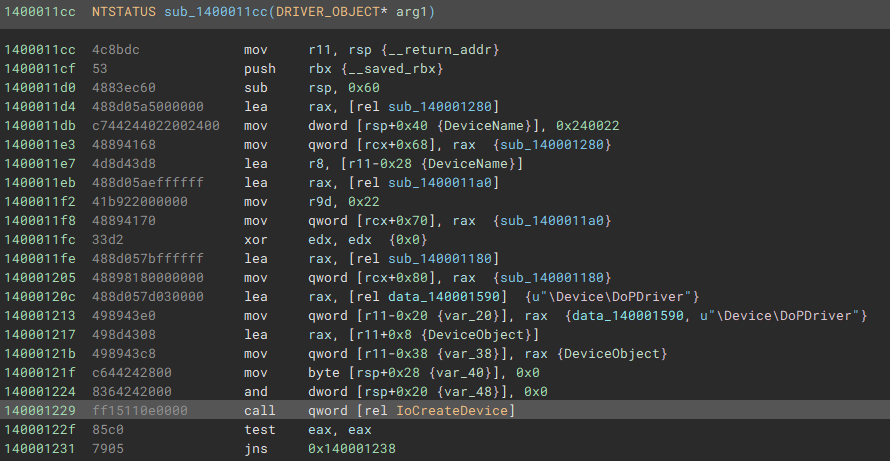 1400011cc NTSTATUS sub_1400011cc(DRIVER_OBJECT* arg1)
1400011cc 4c8bdc mov r11, rsp {__return_addr}
1400011cf 53 push rbx {__saved_rbx}
1400011d0 4883ec60 sub rsp, 0x60
1400011d4 488d05a5000000 lea rax, [rel sub_140001280]
1400011db c744244022002400 mov dword [rsp+0x40 {DeviceName}], 0x240022
1400011e3 48894168 mov qword [rcx+0x68], rax {sub_140001280}
1400011e7 4d8d43d8 lea r8, [r11-0x28 {DeviceName}]
1400011eb 488d05aeffffff lea rax, [rel sub_1400011a0]
1400011f2 41b922000000 mov r9d, 0x22
1400011f8 48894170 mov qword [rcx+0x70], rax {sub_1400011a0}
1400011fc 33d2 xor edx, edx {0x0}
1400011fe 488d057bffffff lea rax, [rel sub_140001180]
140001205 48898180000000 mov qword [rcx+0x80], rax {sub_140001180}
14000120c 488d057d030000 lea rax, [rel data_140001590] {u"\Device\DoPDriver"}
140001213 498943e0 mov qword [r11-0x20 {var_20}], rax {data_140001590, u"\Device\DoPDriver"}
140001217 498d4308 lea rax, [r11+0x8 {DeviceObject}]
14000121b 498943c8 mov qword [r11-0x38 {var_38}], rax {DeviceObject}
14000121f c644242800 mov byte [rsp+0x28 {var_40}], 0x0
140001224 8364242000 and dword [rsp+0x20 {var_48}], 0x0
140001229 ff15110e0000 call qword [rel IoCreateDevice]
14000122f 85c0 test eax, eax
140001231 7905 jns 0x140001238